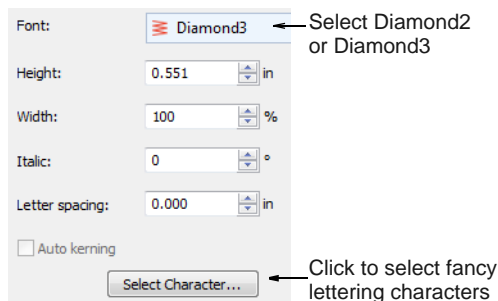 Font: Diamond3
Select Diamond2
or Diamond3
Height: 0.551 in
Width: 100 %
Italic: 0 °
Letter spacing: 0.000 in
Auto kerning
Select Character...
Click to select fancy
lettering characters